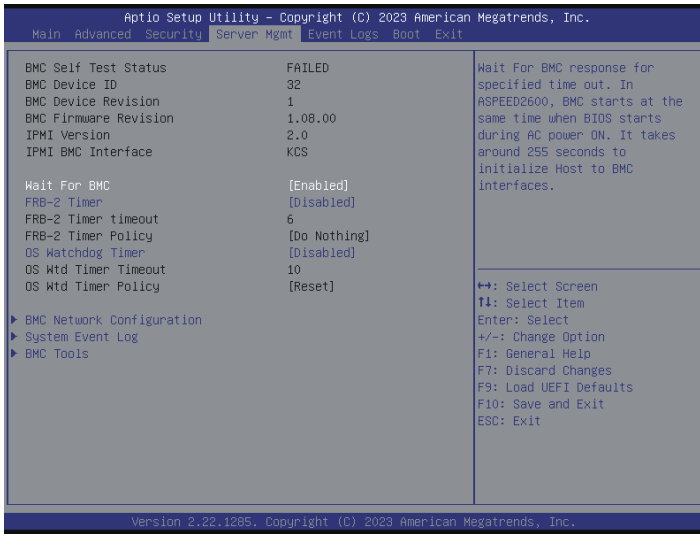 Aptio Setup Utility – Copyright (C) 2023 American Megatrends, Inc.
Main Advanced Security Server Mgmt Event Logs Boot Exit
BMC Self Test Status FAILED
BMC Device ID 32
BMC Device Revision 1
BMC Firmware Revision 1.08.00
IPMI Version 2.0
IPMI BMC Interface KCS
Wait For BMC [Enabled]
FRB-2 Timer [Disabled]
FRB-2 Timer timeout 6
FRB-2 Timer Policy [Do Nothing]
OS Watchdog Timer [Disabled]
OS Wtd Timer Timeout 10
OS Wtd Timer Policy [Reset]
▶ BMC Network Configuration
▶ System Event Log
▶ BMC Tools
Wait For BMC response for
specified time out. In
ASPEED2600, BMC starts at the
same time when BIOS starts
during AC power ON. It takes
around 255 seconds to
initialize Host to BMC
interfaces.
↔: Select Screen
↑↓: Select Item
Enter: Select
+/-: Change Option
F1: General Help
F7: Discard Changes
F9: Load UEFI Defaults
F10: Save and Exit
ESC: Exit
Version 2.22.1285. Copyright (C) 2023 American Megatrends, Inc.